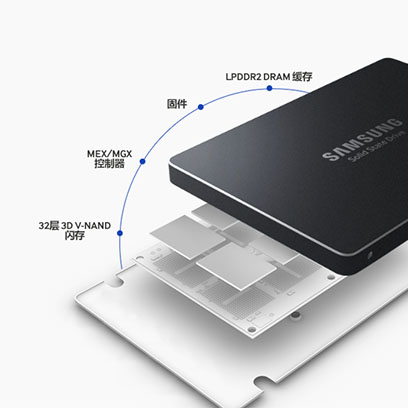 LPDDR2 DRAM 缓存
固件
MEX/MGX
控制器
32层 3D V-NAND
闪存
SAMSUNG
Solid State Drive